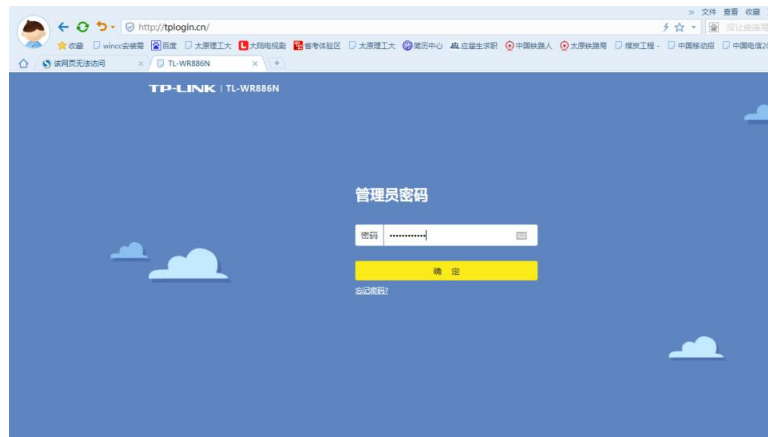 » 文件 查看 收藏
http://tplogin.cn/
收藏 wincc安装需 百度 太原理工大 大陆电视剧 省考体验区 太原理工大 简历中心 应届生求职 中国铁路人 太原铁路局 煤炭工程 - 中国移动招 中国电信20
该网页无法访问 × TL-WR886N × +
TP-LINK | TL-WR886N
管理员密码
密码 ••••••••••••
确 定
忘记密码?